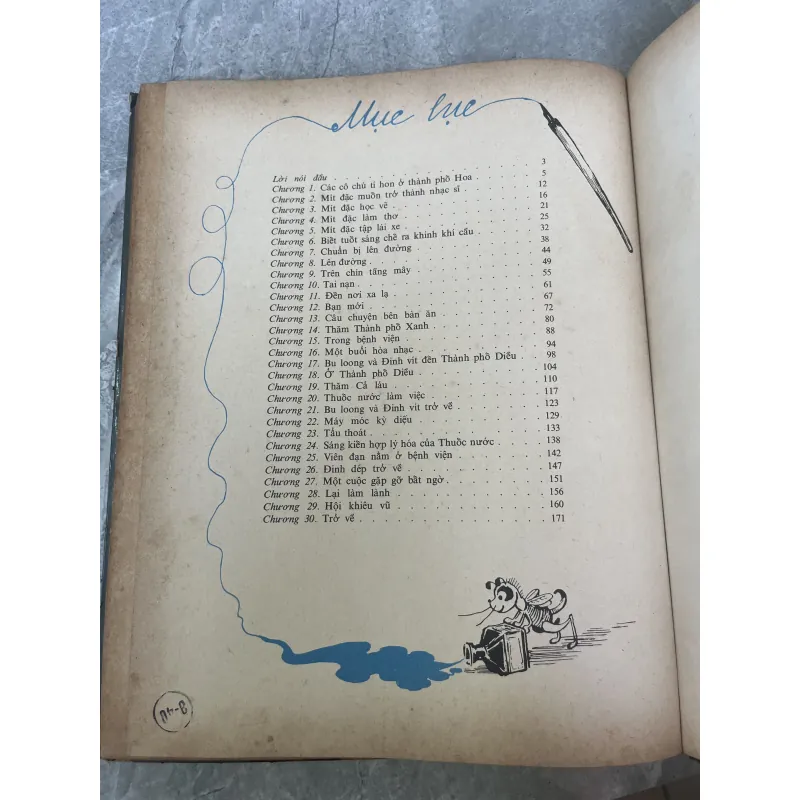 Mục lục
Lời nói đầu . . . 3
Chương 1. Các cô chú tí hon ở thành phố Hoa . . . 5
Chương 2. Mít đặc muốn trở thành nhạc sĩ . . . 12
Chương 3. Mít đặc học vẽ . . . 16
Chương 4. Mít đặc làm thơ . . . 21
Chương 5. Mít đặc tập lái xe . . . 25
Chương 6. Biết tuốt sáng chế ra khinh khí cầu . . . 32
Chương 7. Chuẩn bị lên đường . . . 38
Chương 8. Lên đường . . . 44
Chương 9. Trên chín tầng mây . . . 49
Chương 10. Tai nạn . . . 55
Chương 11. Đến nơi xa lạ . . . 61
Chương 12. Bạn mới . . . 67
Chương 13. Câu chuyện bên bàn ăn . . . 72
Chương 14. Thăm Thành phố Xanh . . . 80
Chương 15. Trong bệnh viện . . . 88
Chương 16. Một buổi hòa nhạc . . . 94
Chương 17. Bu loong và Đinh vít đến Thành phố Diều . . . 98
Chương 18. Ở Thành phố Diều . . . 104
Chương 19. Thăm Cả láu . . . 110
Chương 20. Thuốc nước làm việc . . . 117
Chương 21. Bu loong và Đinh vít trở về . . . 123
Chương 22. Máy móc kỳ diệu . . . 129
Chương 23. Tẩu thoát . . . 133
Chương 24. Sáng kiến hợp lý hóa của Thuốc nước . . . 138
Chương 25. Viên đạn nằm ở bệnh viện . . . 142
Chương 26. Đinh dép trở về . . . 147
Chương 27. Một cuộc gặp gỡ bất ngờ . . . 151
Chương 28. Lại làm lành . . . 156
Chương 29. Hội khiêu vũ . . . 160
Chương 30. Trở về . . . 171